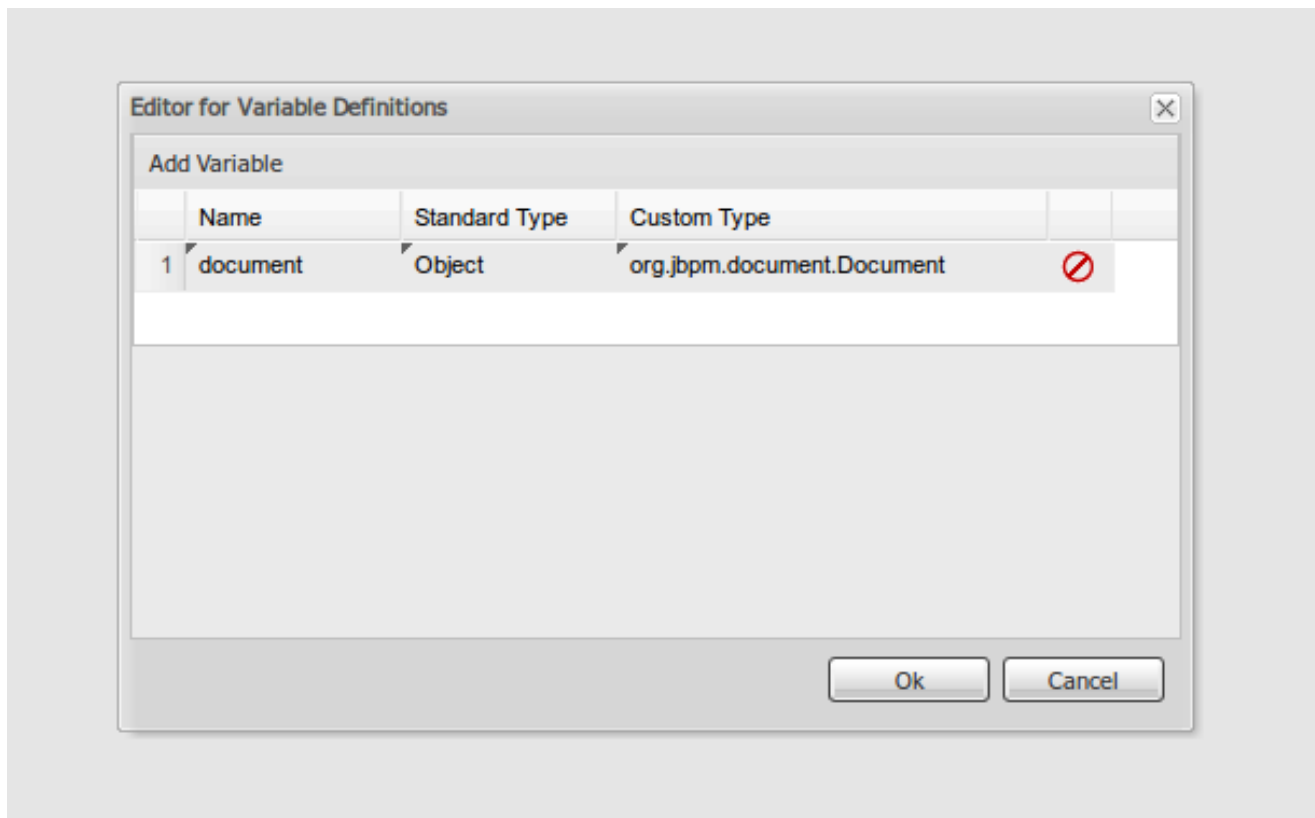 Editor for Variable Definitions
Add Variable
Name Standard Type Custom Type
1 document Object org.jbpm.document.Document
Ok Cancel